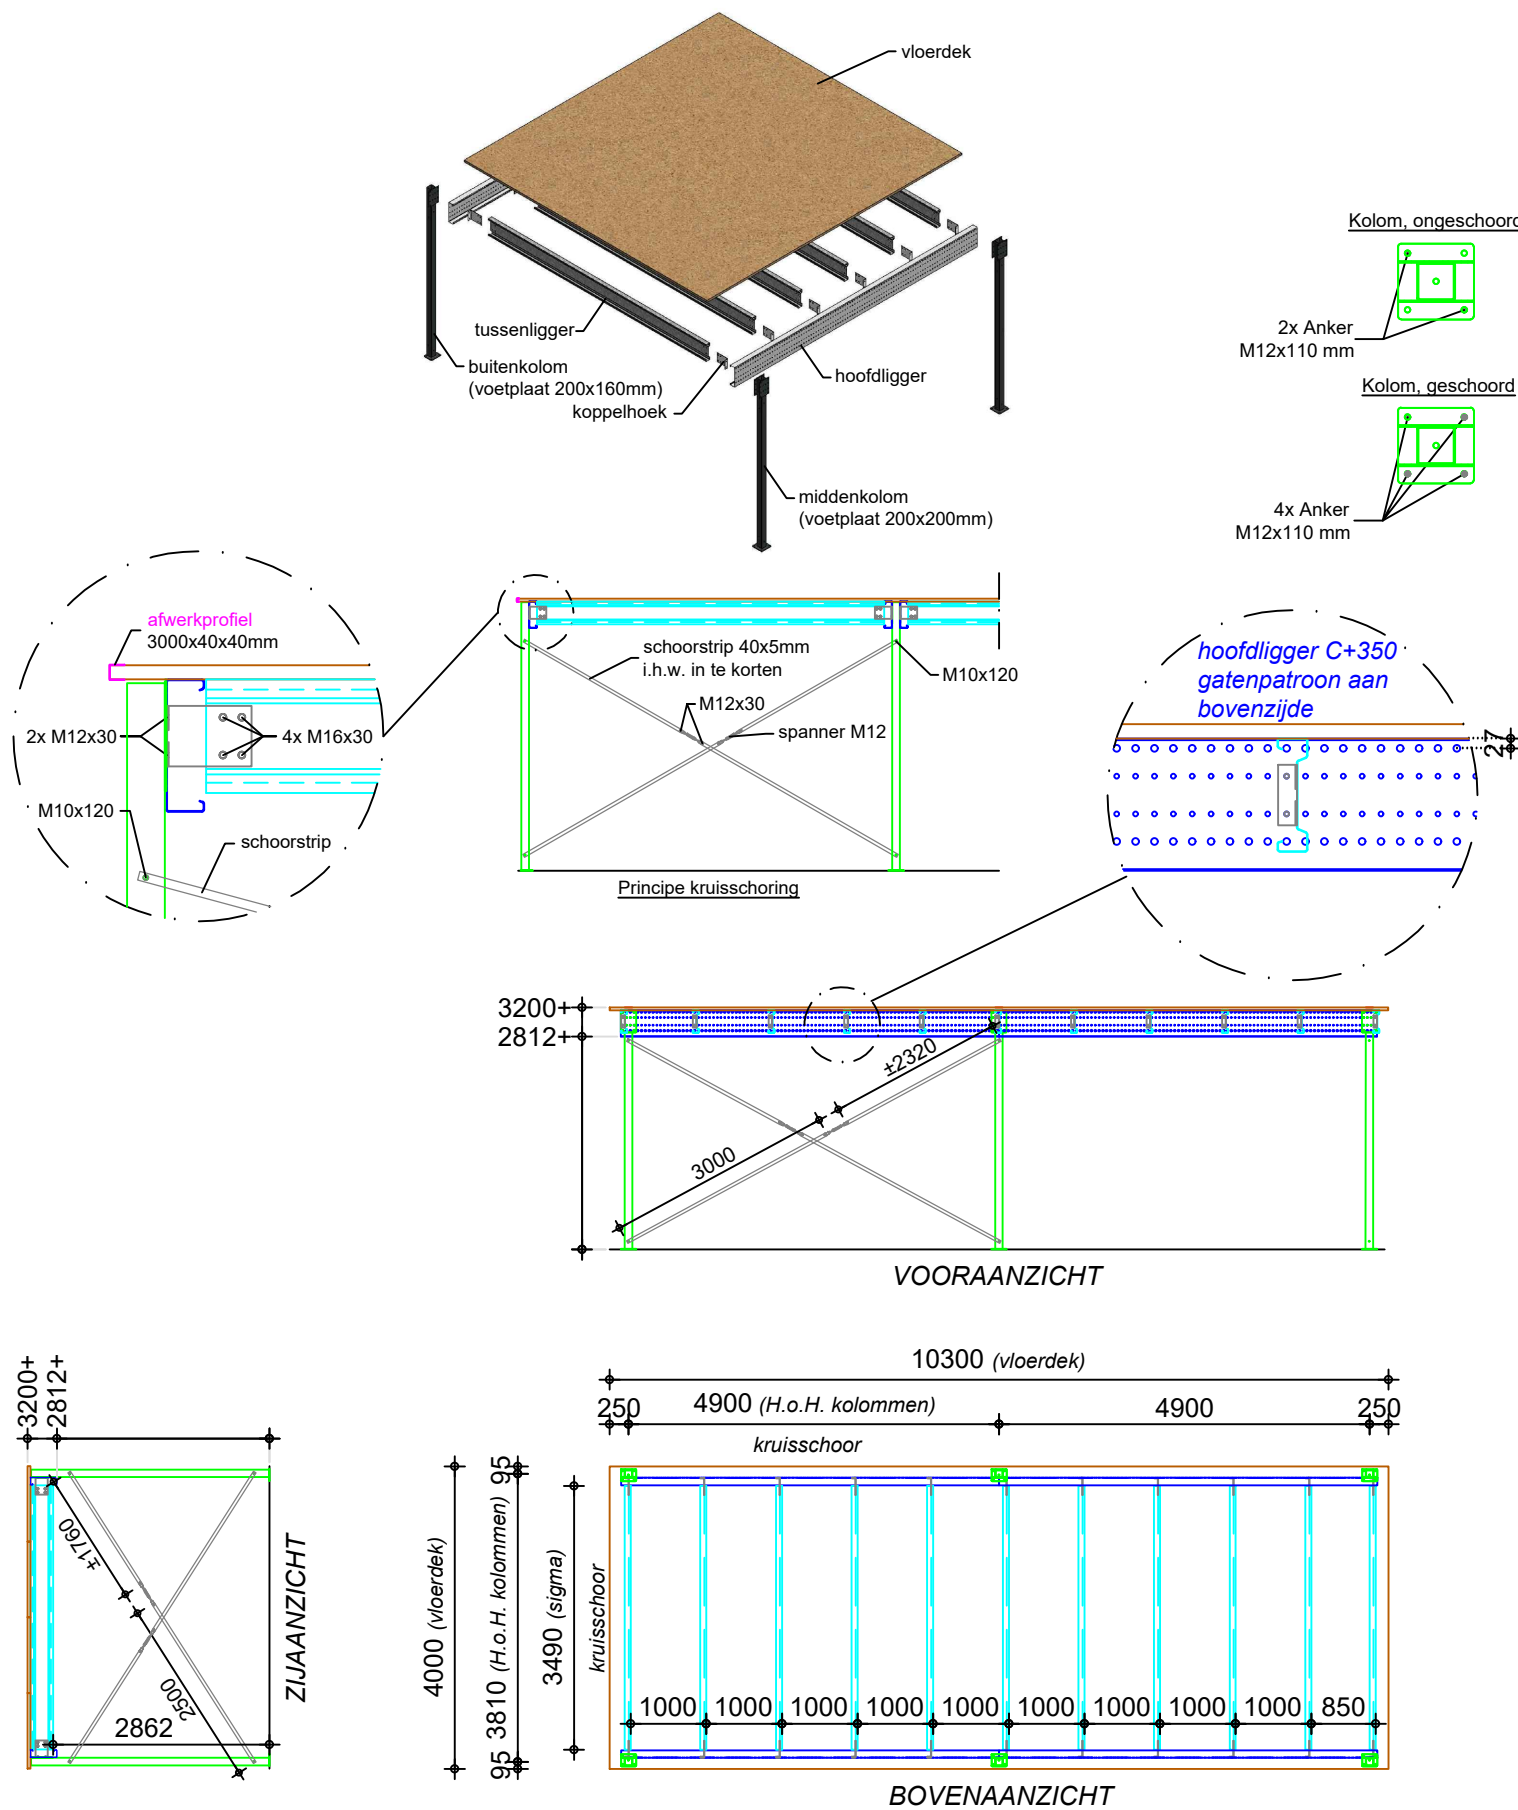 vloerdek
tussenligger
buitenkolom
(voetplaat 200x160mm)
koppelhoek
hoofdligger
middenkolom
(voetplaat 200x200mm)
Kolom, ongeschoord
2x Anker
M12x110 mm
Kolom, geschoord
4x Anker
M12x110 mm
afwerkprofiel
3000x40x40mm
2x M12x30
4x M16x30
M10x120
schoorstrip
schoorstrip 40x5mm
i.h.w. in te korten
M12x30
spanner M12
M10x120
Principe kruisschoring
hoofdligger C+350
gatenpatroon aan
bovenzijde
27
3200+
2812+
±2320
3000
VOORAANZICHT
3200+
2812+
±1760
2500
2862
ZIJAANZICHT
10300 (vloerdek)
250
4900 (H.o.H. kolommen)
4900
250
kruisschoor
4000 (vloerdek)
95
3810 (H.o.H. kolommen)
95
3490 (sigma)
kruisschoor
1000
1000
1000
1000
1000
1000
1000
1000
1000
850
BOVENAANZICHT